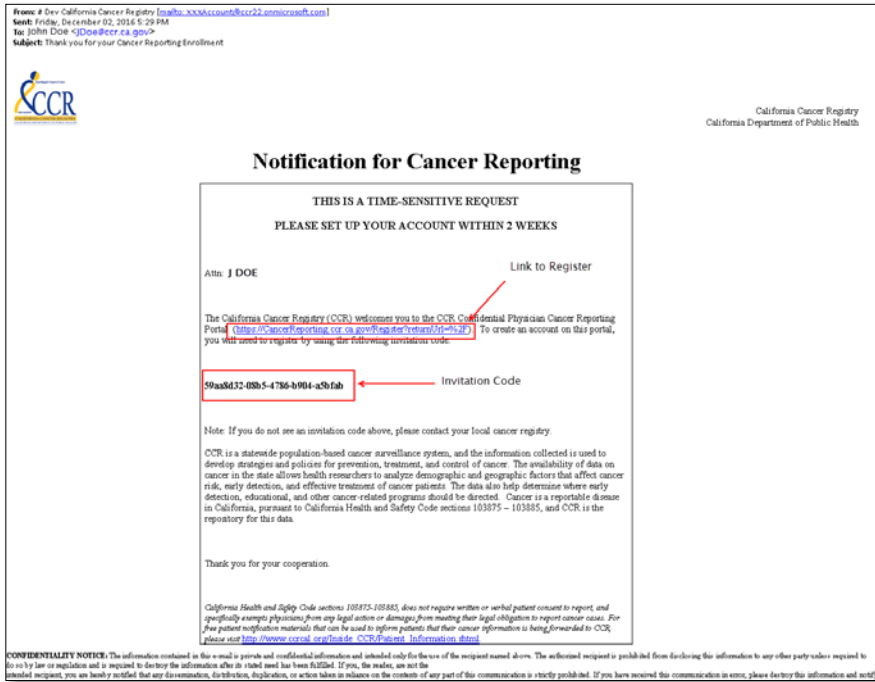 From: # Dev California Cancer Registry [mailto: XXXAccount@ccr22.onmicrosoft.com]
Sent: Friday, December 02, 2016 5:29 PM
To: John Doe <JDoe@ccr.ca.gov>
Subject: Thank you for your Cancer Reporting Enrollment
CCR
California Cancer Registry
California Department of Public Health
Notification for Cancer Reporting
THIS IS A TIME-SENSITIVE REQUEST
PLEASE SET UP YOUR ACCOUNT WITHIN 2 WEEKS
Link to Register
Attn: J DOE
The California Cancer Registry (CCR) welcomes you to the CCR Confidential Physician Cancer Reporting
Portal (https://CancerReporting.ccr.ca.gov/Register?returnUrl=%2F). To create an account on this portal,
you will need to register by using the following invitation code:
59aa8d32-08b5-4786-b904-a5bfab
Invitation Code
Note: If you do not see an invitation code above, please contact your local cancer registry.
CCR is a statewide population-based cancer surveillance system, and the information collected is used to
develop strategies and policies for prevention, treatment, and control of cancer. The availability of data on
cancer in the state allows health researchers to analyze demographic and geographic factors that affect cancer
risk, early detection, and effective treatment of cancer patients. The data also help determine where early
detection, educational, and other cancer-related programs should be directed. Cancer is a reportable disease
in California, pursuant to California Health and Safety Code sections 103875 – 103885, and CCR is the
repository for this data.
Thank you for your cooperation.
California Health and Safety Code sections 103875-103885, does not require written or verbal patient consent to report, and
specifically exempts physicians from any legal action or damages from meeting their legal obligation to report cancer cases. For
free patient notification materials that can be used to inform patients that their cancer information is being forwarded to CCR,
please visit http://www.ccrcal.org/Inside_CCR/Patient_Information.shtml.
CONFIDENTIALITY NOTICE: The information contained in this e-mail is private and confidential information and intended only for the use of the recipient named above. The authorized recipient is prohibited from disclosing this information to any other party unless required to
do so by law or regulation and is required to destroy the information after its stated need has been fulfilled. If you, the reader, are not the
intended recipient, you are hereby notified that any dissemination, distribution, duplication, or action taken in reliance on the contents of any part of this communication is strictly prohibited. If you have received this communication in error, please destroy this information and notif